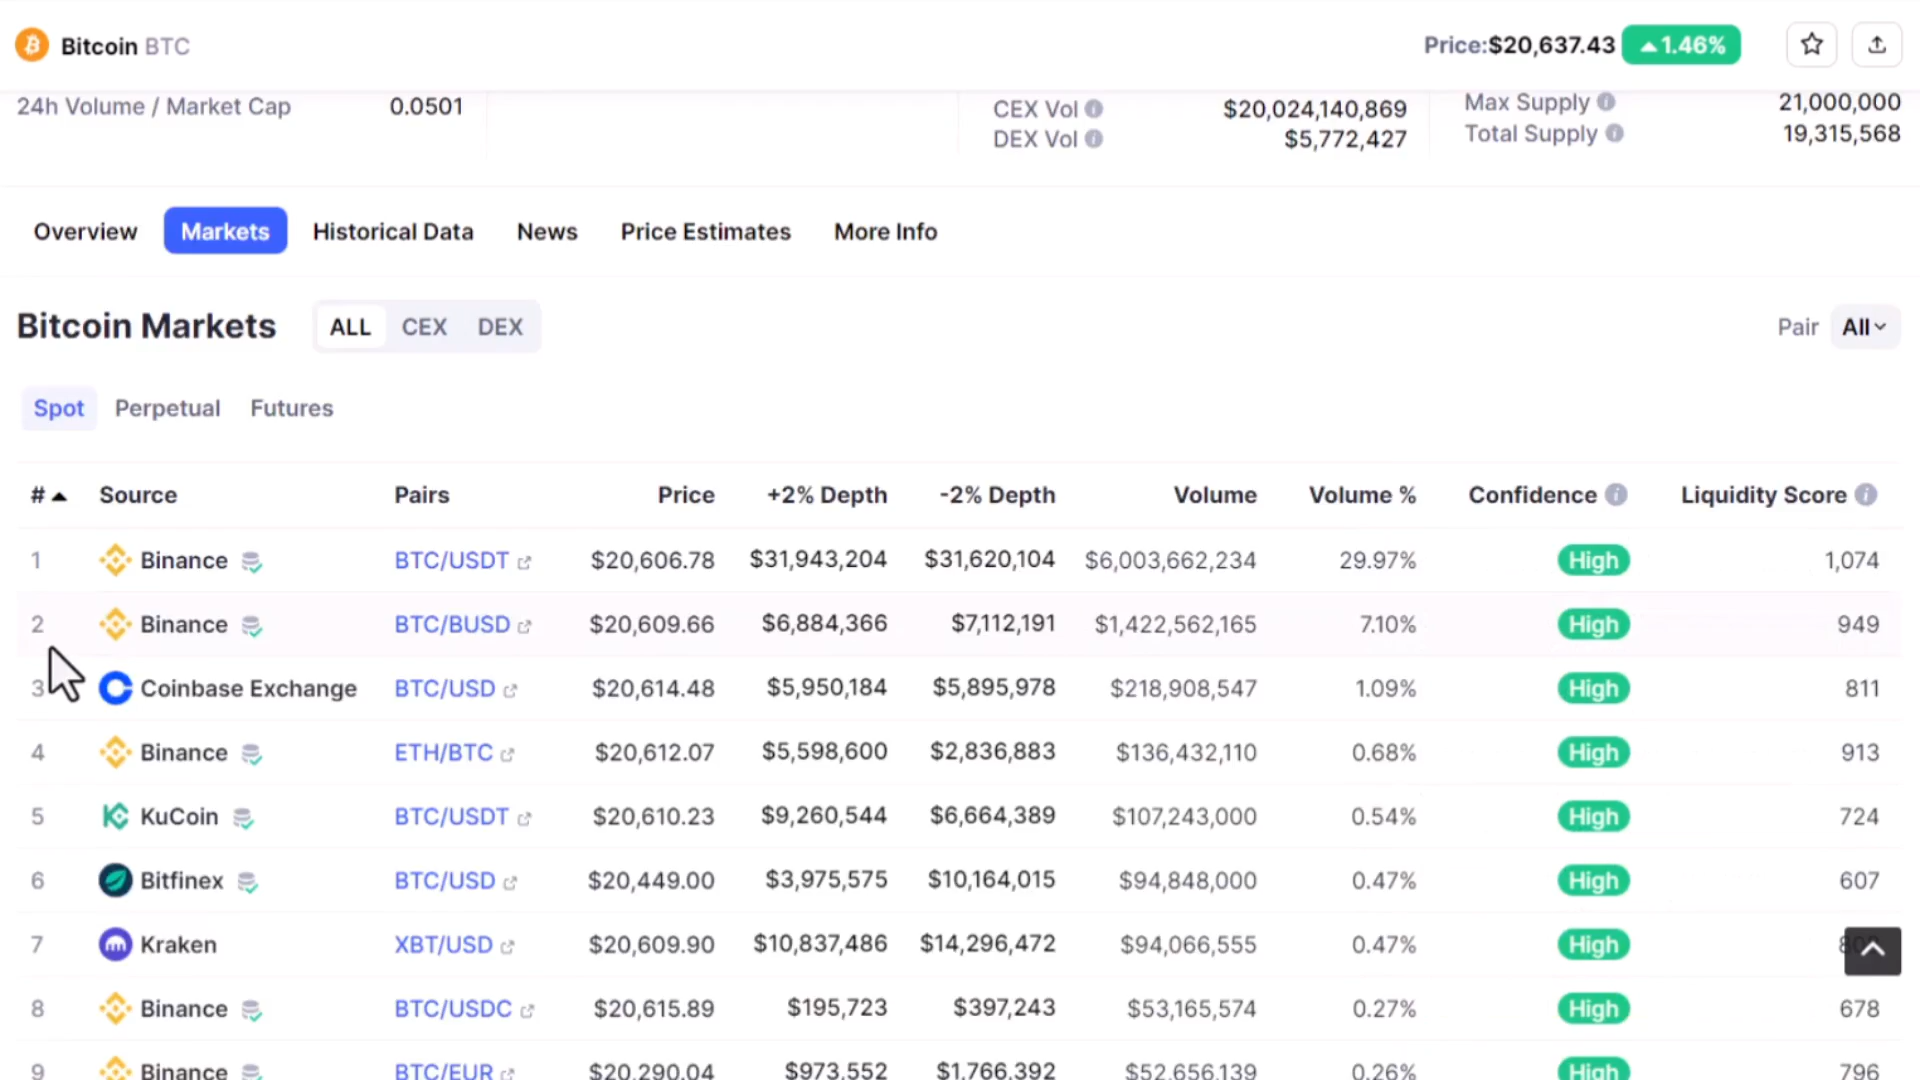 Bitcoin BTC Price:$20,637.43 1.46%
24h Volume / Market Cap 0.0501
CEX Vol $20,024,140,869
DEX Vol $5,772,427
Max Supply 21,000,000
Total Supply 19,315,568
Overview Markets Historical Data News Price Estimates More Info
Bitcoin Markets ALL CEX DEX Pair All
Spot Perpetual Futures
# Source Pairs Price +2% Depth -2% Depth Volume Volume % Confidence Liquidity Score
1 Binance BTC/USDT $20,606.78 $31,943,204 $31,620,104 $6,003,662,234 29.97% High 1,074
2 Binance BTC/BUSD $20,609.66 $6,884,366 $7,112,191 $1,422,562,165 7.10% High 949
3 Coinbase Exchange BTC/USD $20,614.48 $5,950,184 $5,895,978 $218,908,547 1.09% High 811
4 Binance ETH/BTC $20,612.07 $5,598,600 $2,836,883 $136,432,110 0.68% High 913
5 KuCoin BTC/USDT $20,610.23 $9,260,544 $6,664,389 $107,243,000 0.54% High 724
6 Bitfinex BTC/USD $20,449.00 $3,975,575 $10,164,015 $94,848,000 0.47% High 607
7 Kraken XBT/USD $20,609.90 $10,837,486 $14,296,472 $94,066,555 0.47% High
8 Binance BTC/USDC $20,615.89 $195,723 $397,243 $53,165,574 0.27% High 678
9 Binance BTC/EUR $20,290.04 $973,552 $1,766,392 $52,656,139 0.26% High 796